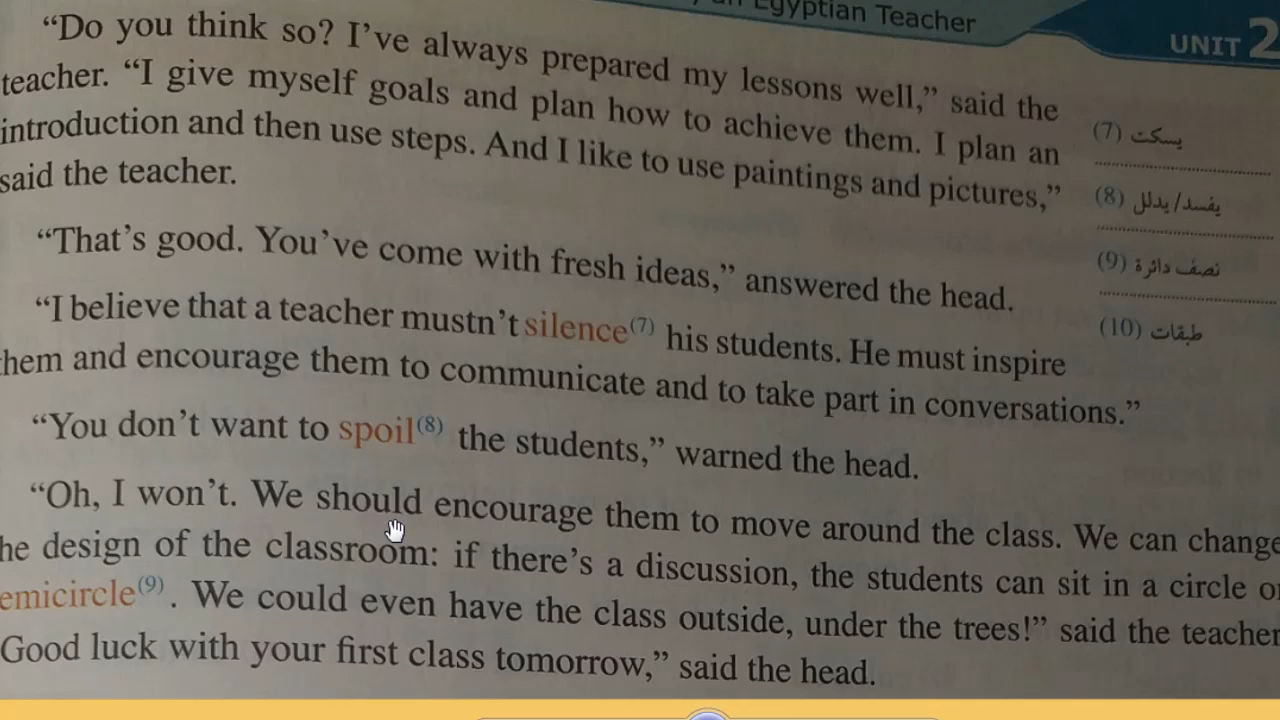 an Egyptian Teacher
UNIT 2
“Do you think so? I’ve always prepared my lessons well,” said the
teacher. “I give myself goals and plan how to achieve them. I plan an
introduction and then use steps. And I like to use paintings and pictures,”
said the teacher.
“That’s good. You’ve come with fresh ideas,” answered the head.
“I believe that a teacher mustn’t silence(7) his students. He must inspire
them and encourage them to communicate and to take part in conversations.”
“You don’t want to spoil(8) the students,” warned the head.
“Oh, I won’t. We should encourage them to move around the class. We can change
he design of the classroom: if there’s a discussion, the students can sit in a circle or
emicircle(9). We could even have the class outside, under the trees!” said the teacher
Good luck with your first class tomorrow,” said the head.
(7) يسكت
(8) يفسد/يدلل
(9) نصف دائرة
(10) طبقات